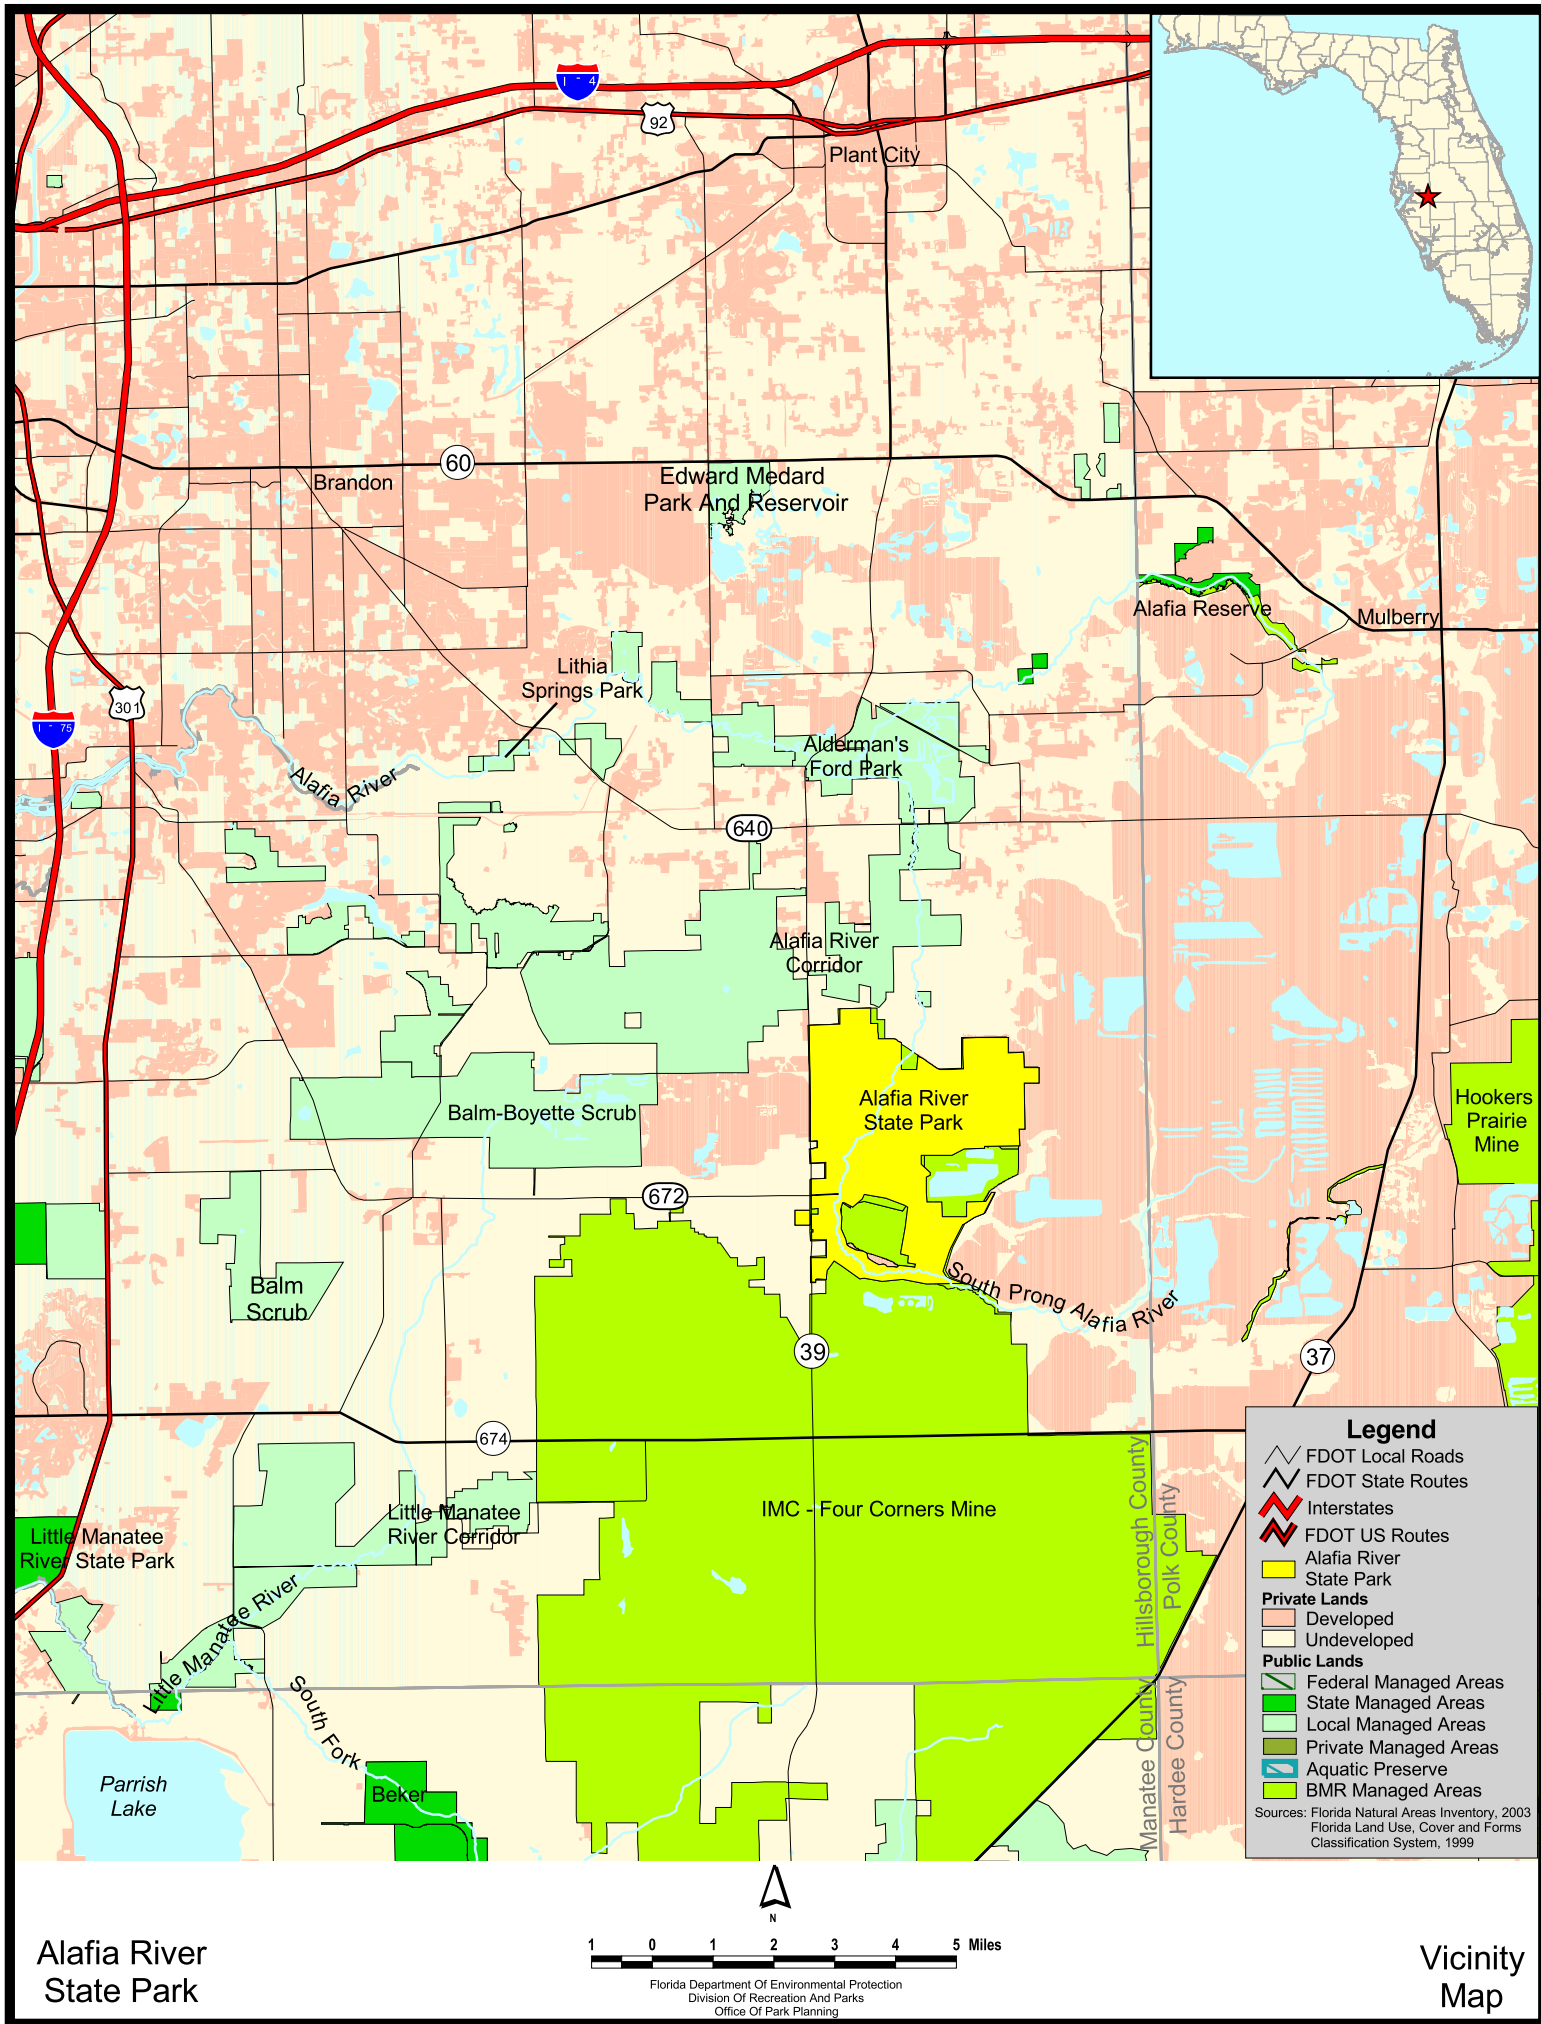 I - 4
92
Plant City
60
Brandon
Edward Medard
Park And Reservoir
Alafia Reserve
Mulberry
Lithia
Springs Park
301
I - 75
Alafia River
Alderman's
Ford Park
640
Alafia River
Corridor
Alafia River
State Park
Balm-Boyette Scrub
Hookers
Prairie
Mine
672
Balm
Scrub
South Prong Alafia River
39
37
674
Little Manatee
River Corridor
IMC - Four Corners Mine
Little Manatee
River State Park
Little Manatee River
South Fork
Parrish
Lake
Beker
Hillsborough County
Polk County
Manatee County
Hardee County
Legend
FDOT Local Roads
FDOT State Routes
Interstates
FDOT US Routes
Alafia River
State Park
Private Lands
Developed
Undeveloped
Public Lands
Federal Managed Areas
State Managed Areas
Local Managed Areas
Private Managed Areas
Aquatic Preserve
BMR Managed Areas
Sources: Florida Natural Areas Inventory, 2003
Florida Land Use, Cover and Forms
Classification System, 1999
N
1 0 1 2 3 4 5 Miles
Florida Department Of Environmental Protection
Division Of Recreation And Parks
Office Of Park Planning
Alafia River
State Park
Vicinity
Map